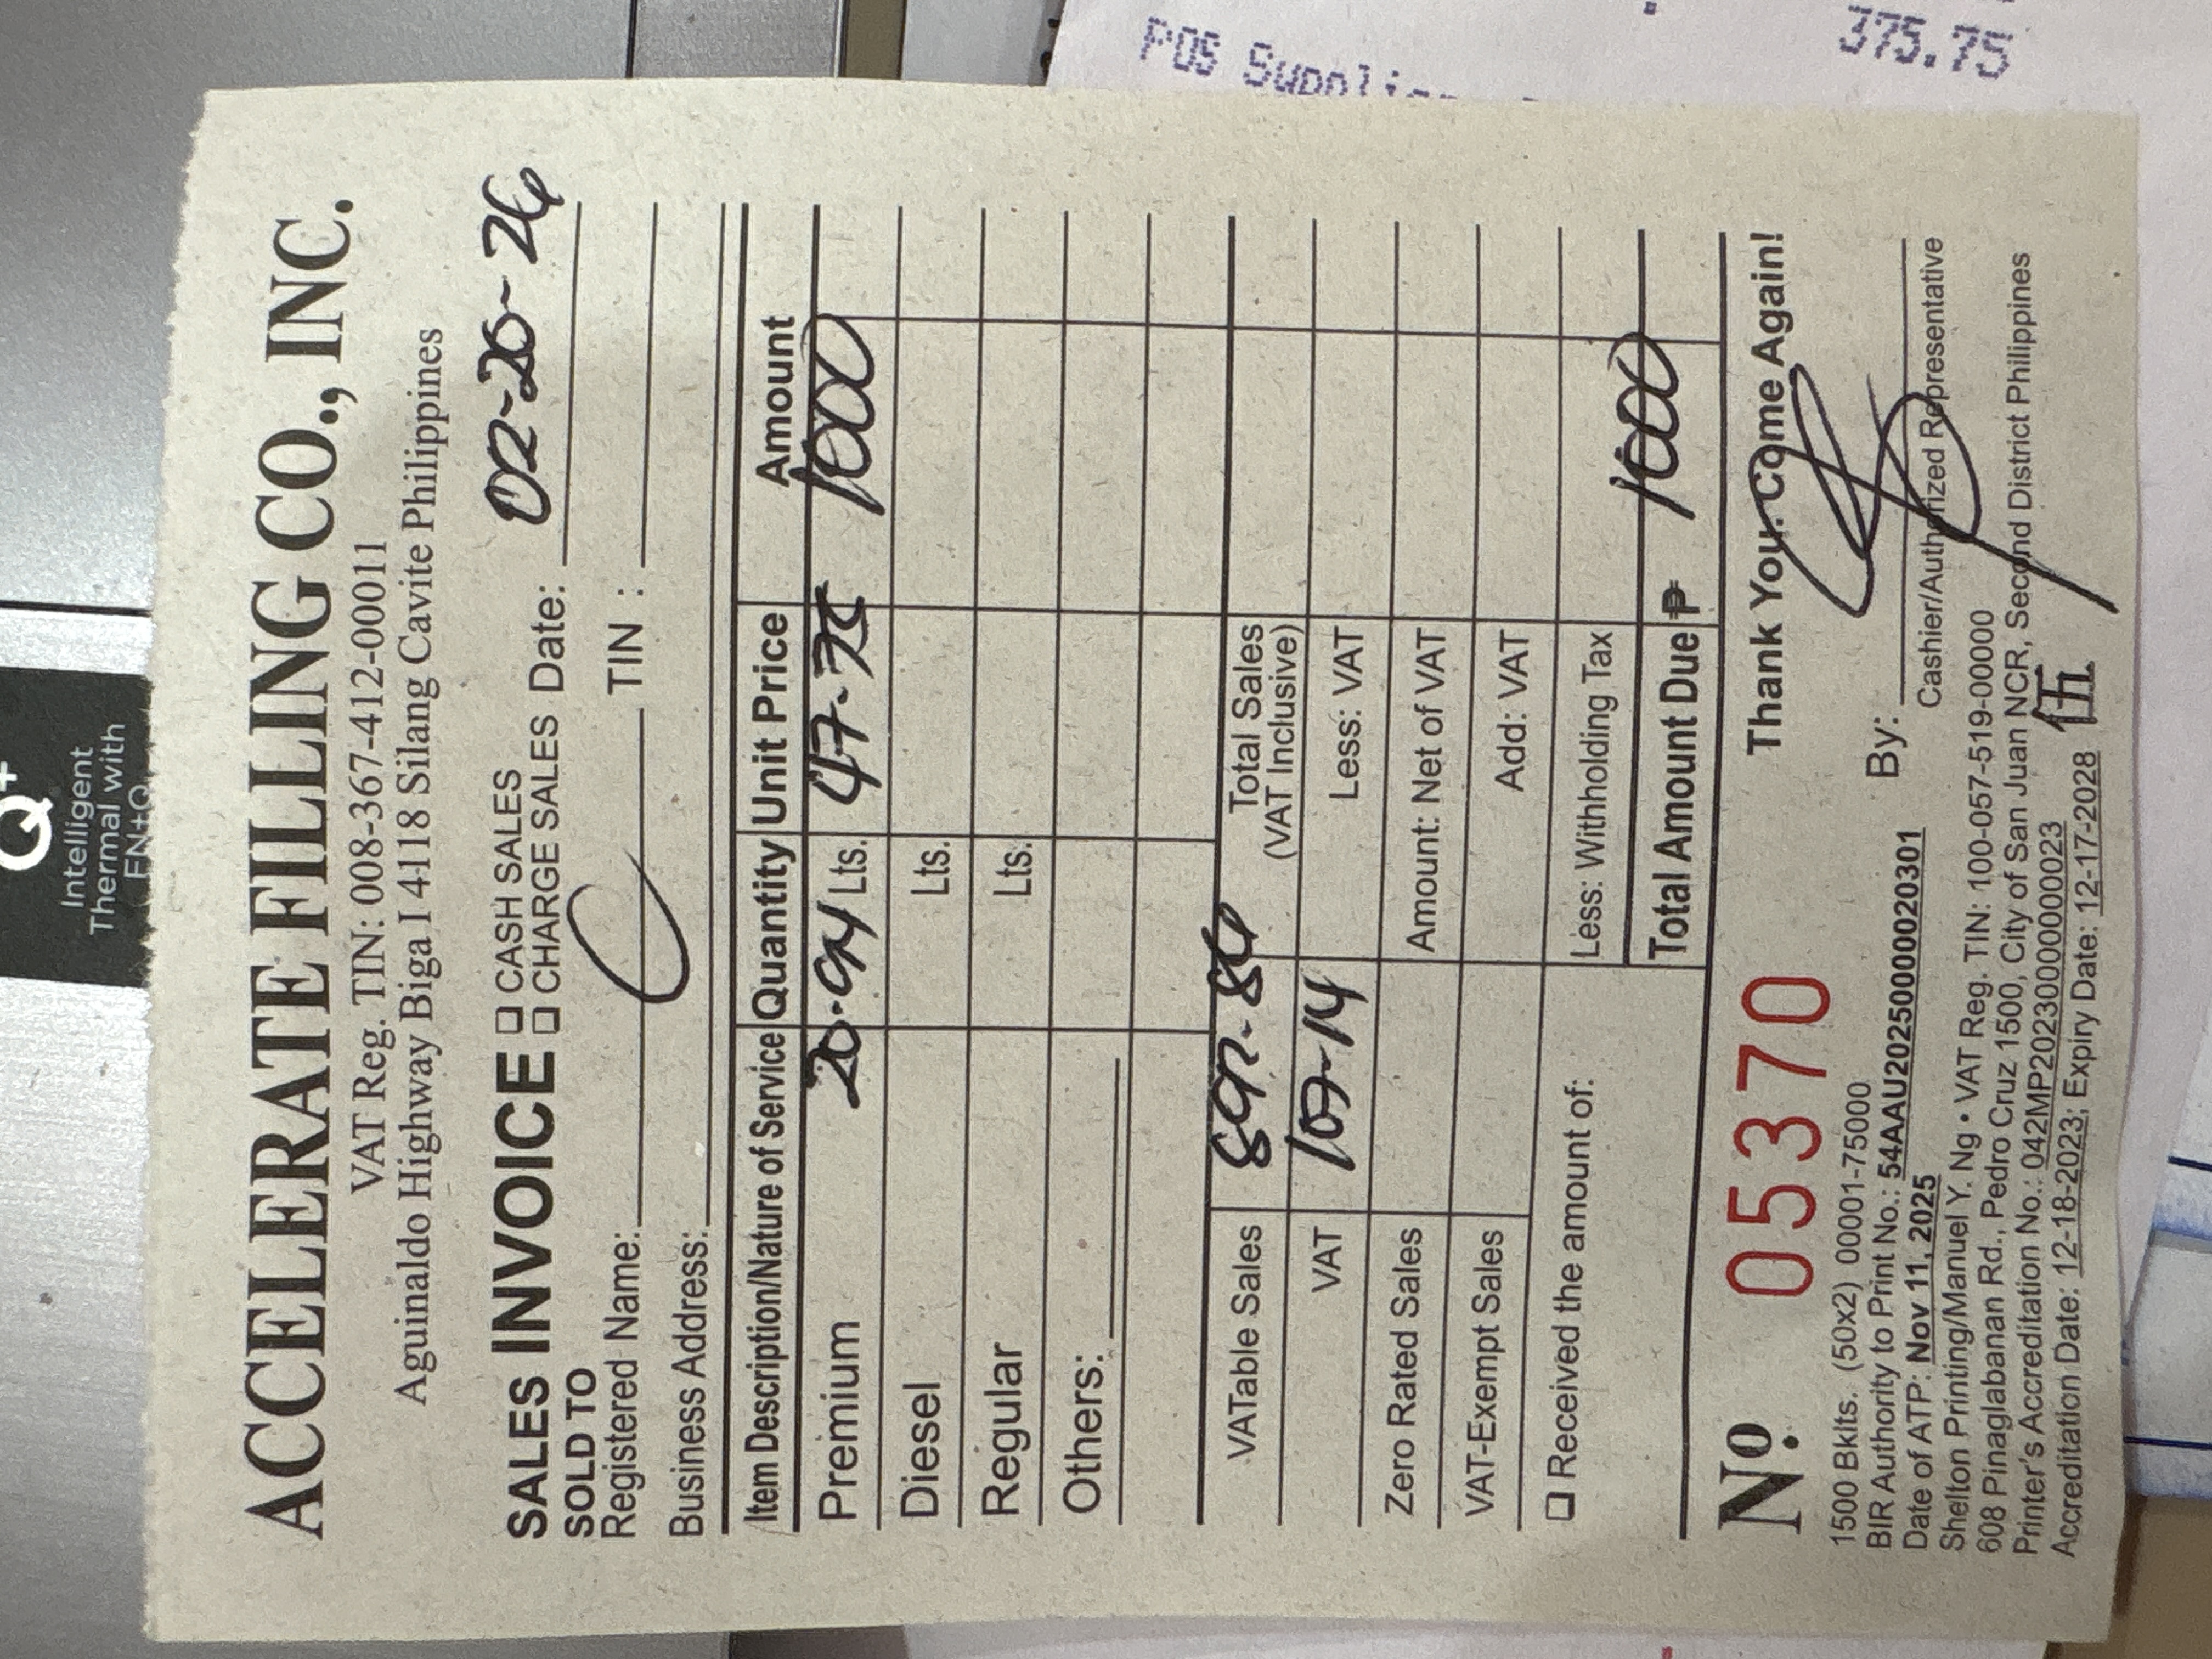 Q+
Intelligent
Thermal with
POS
375.75
ACCELERATE FILLING CO., INC.
VAT Reg. TIN: 008-367-412-00011
Aguinaldo Highway Biga I 4118 Silang Cavite Philippines
SALES INVOICE ☐ CASH SALES
☐ CHARGE SALES Date: 02-20-26
SOLD TO
Registered Name: TIN :
Business Address:
Item Description/Nature of Service Quantity Unit Price Amount
Premium 20.94 Lts. 47-75 1000
Diesel Lts.
Regular Lts.
Others:
VATable Sales 892-86 Total Sales (VAT Inclusive)
VAT 107-14 Less: VAT
Zero Rated Sales Amount: Net of VAT
VAT-Exempt Sales Add: VAT
☐ Received the amount of: Less: Withholding Tax
Total Amount Due ₱ 1000
No. 05370 Thank You. Come Again!
1500 Bklts. (50x2) 00001-75000
BIR Authority to Print No.: 54AAU20250000020301 By:
Date of ATP: Nov 11, 2025 Cashier/Authorized Representative
Shelton Printing/Manuel Y. Ng • VAT Reg. TIN: 100-057-519-00000
608 Pinaglabanan Rd., Pedro Cruz 1500, City of San Juan NCR, Second District Philippines
Printer's Accreditation No.: 042MP20230000000023
Accreditation Date: 12-18-2023; Expiry Date: 12-17-2028 伍